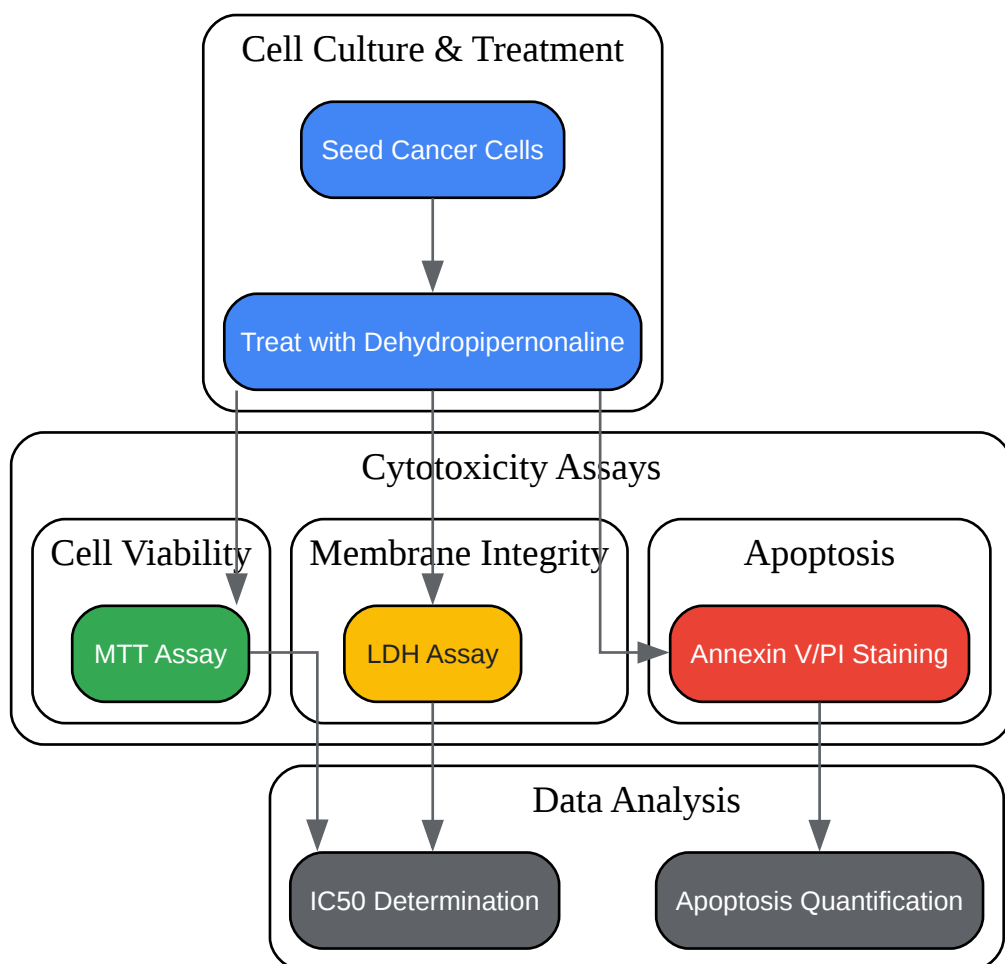 Cell Culture & Treatment
Seed Cancer Cells
Treat with Dehydropipernonaline
Cytotoxicity Assays
Cell Viability
Membrane Integrity
Apoptosis
MTT Assay
LDH Assay
Annexin V/PI Staining
Data Analysis
IC50 Determination
Apoptosis Quantification